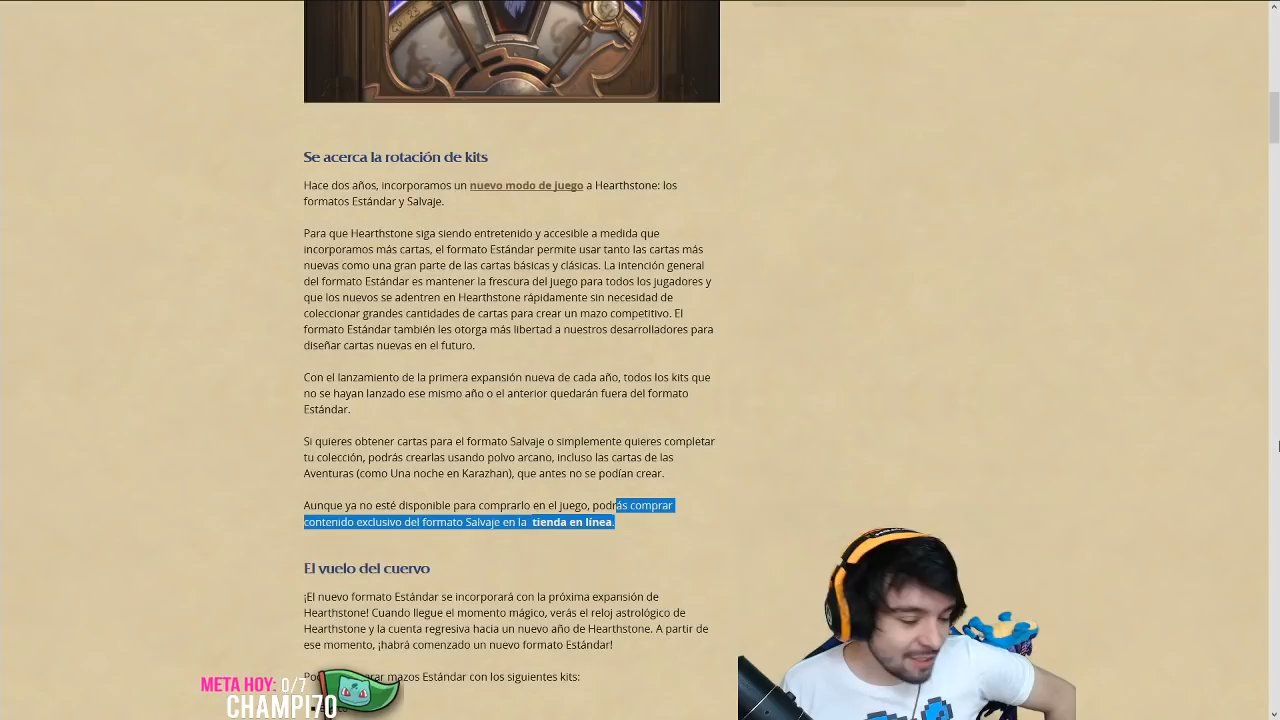 Se acerca la rotación de kits
Hace dos años, incorporamos un nuevo modo de juego a Hearthstone: los
formatos Estándar y Salvaje.
Para que Hearthstone siga siendo entretenido y accesible a medida que
incorporamos más cartas, el formato Estándar permite usar tanto las cartas más
nuevas como una gran parte de las cartas básicas y clásicas. La intención general
del formato Estándar es mantener la frescura del juego para todos los jugadores y
que los nuevos se adentren en Hearthstone rápidamente sin necesidad de
coleccionar grandes cantidades de cartas para crear un mazo competitivo. El
formato Estándar también les otorga más libertad a nuestros desarrolladores para
diseñar cartas nuevas en el futuro.
Con el lanzamiento de la primera expansión nueva de cada año, todos los kits que
no se hayan lanzado ese mismo año o el anterior quedarán fuera del formato
Estándar.
Si quieres obtener cartas para el formato Salvaje o simplemente quieres completar
tu colección, podrás crearlas usando polvo arcano, incluso las cartas de las
Aventuras (como Una noche en Karazhan), que antes no se podían crear.
Aunque ya no esté disponible para comprarlo en el juego, podrás comprar
contenido exclusivo del formato Salvaje en la tienda en línea.
El vuelo del cuervo
¡El nuevo formato Estándar se incorporará con la próxima expansión de
Hearthstone! Cuando llegue el momento mágico, verás el reloj astrológico de
Hearthstone y la cuenta regresiva hacia un nuevo año de Hearthstone. A partir de
ese momento, ¡habrá comenzado un nuevo formato Estándar!
mazos Estándar con los siguientes kits:
META HOY: 0/7
CHAMPI70